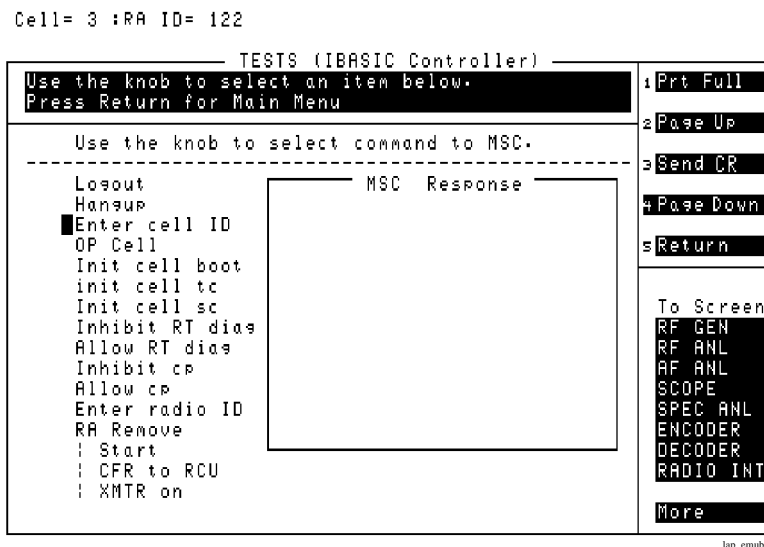 Cell= 3 :RA ID= 122
TESTS (IBASIC Controller)
Use the knob to select an item below.
Press Return for Main Menu
Use the knob to select command to MSC.
Logout
Hangup
Enter cell ID
OP Cell
Init cell boot
init cell tc
Init cell sc
Inhibit RT diag
Allow RT diag
Inhibit cp
Allow cp
Enter radio ID
RA Remove
¦ Start
¦ CFR to RCU
¦ XMTR on
MSC Response
1 Prt Full
2 Page Up
3 Send CR
4 Page Down
5 Return
To Screen
RF GEN
RF ANL
AF ANL
SCOPE
SPEC ANL
ENCODER
DECODER
RADIO INT
More